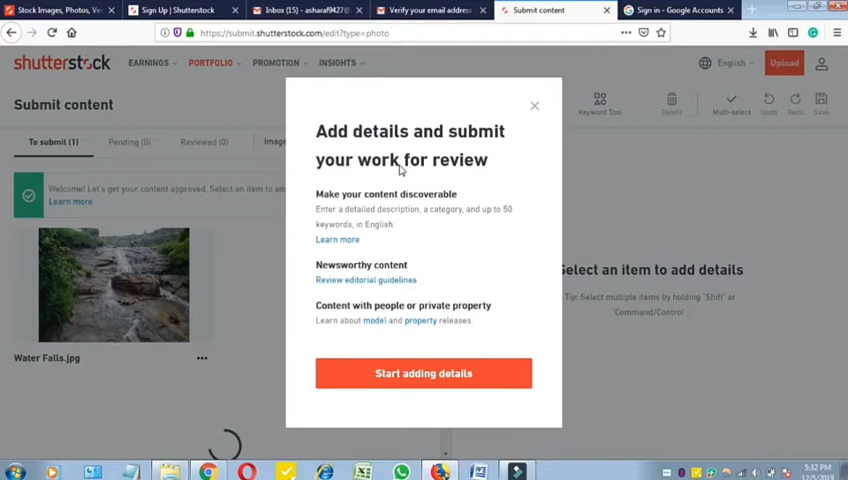 Stock Images, Photos, Vec
Sign Up | Shutterstock
Inbox (15) - asharaf9427@
Verify your email address
Submit content
Sign in - Google Accounts
https://submit.shutterstock.com/edit?type=photo
shutterstock
EARNINGS
PORTFOLIO
PROMOTION
INSIGHTS
English
Upload
Submit content
Keyword Tool
Delete
Multi-select
Undo
Redo
Save
To submit (1)
Pending (0)
Reviewed (0)
Image
Welcome! Let's get your content approved. Select an item to add
Learn more
Water Falls.jpg
Add details and submit
your work for review
Make your content discoverable
Enter a detailed description, a category, and up to 50
keywords, in English.
Learn more
Newsworthy content
Review editorial guidelines
Content with people or private property
Learn about model and property releases.
Start adding details
Select an item to add details
Tip: Select multiple items by holding 'Shift' or
'Command/Control'
5:32 PM